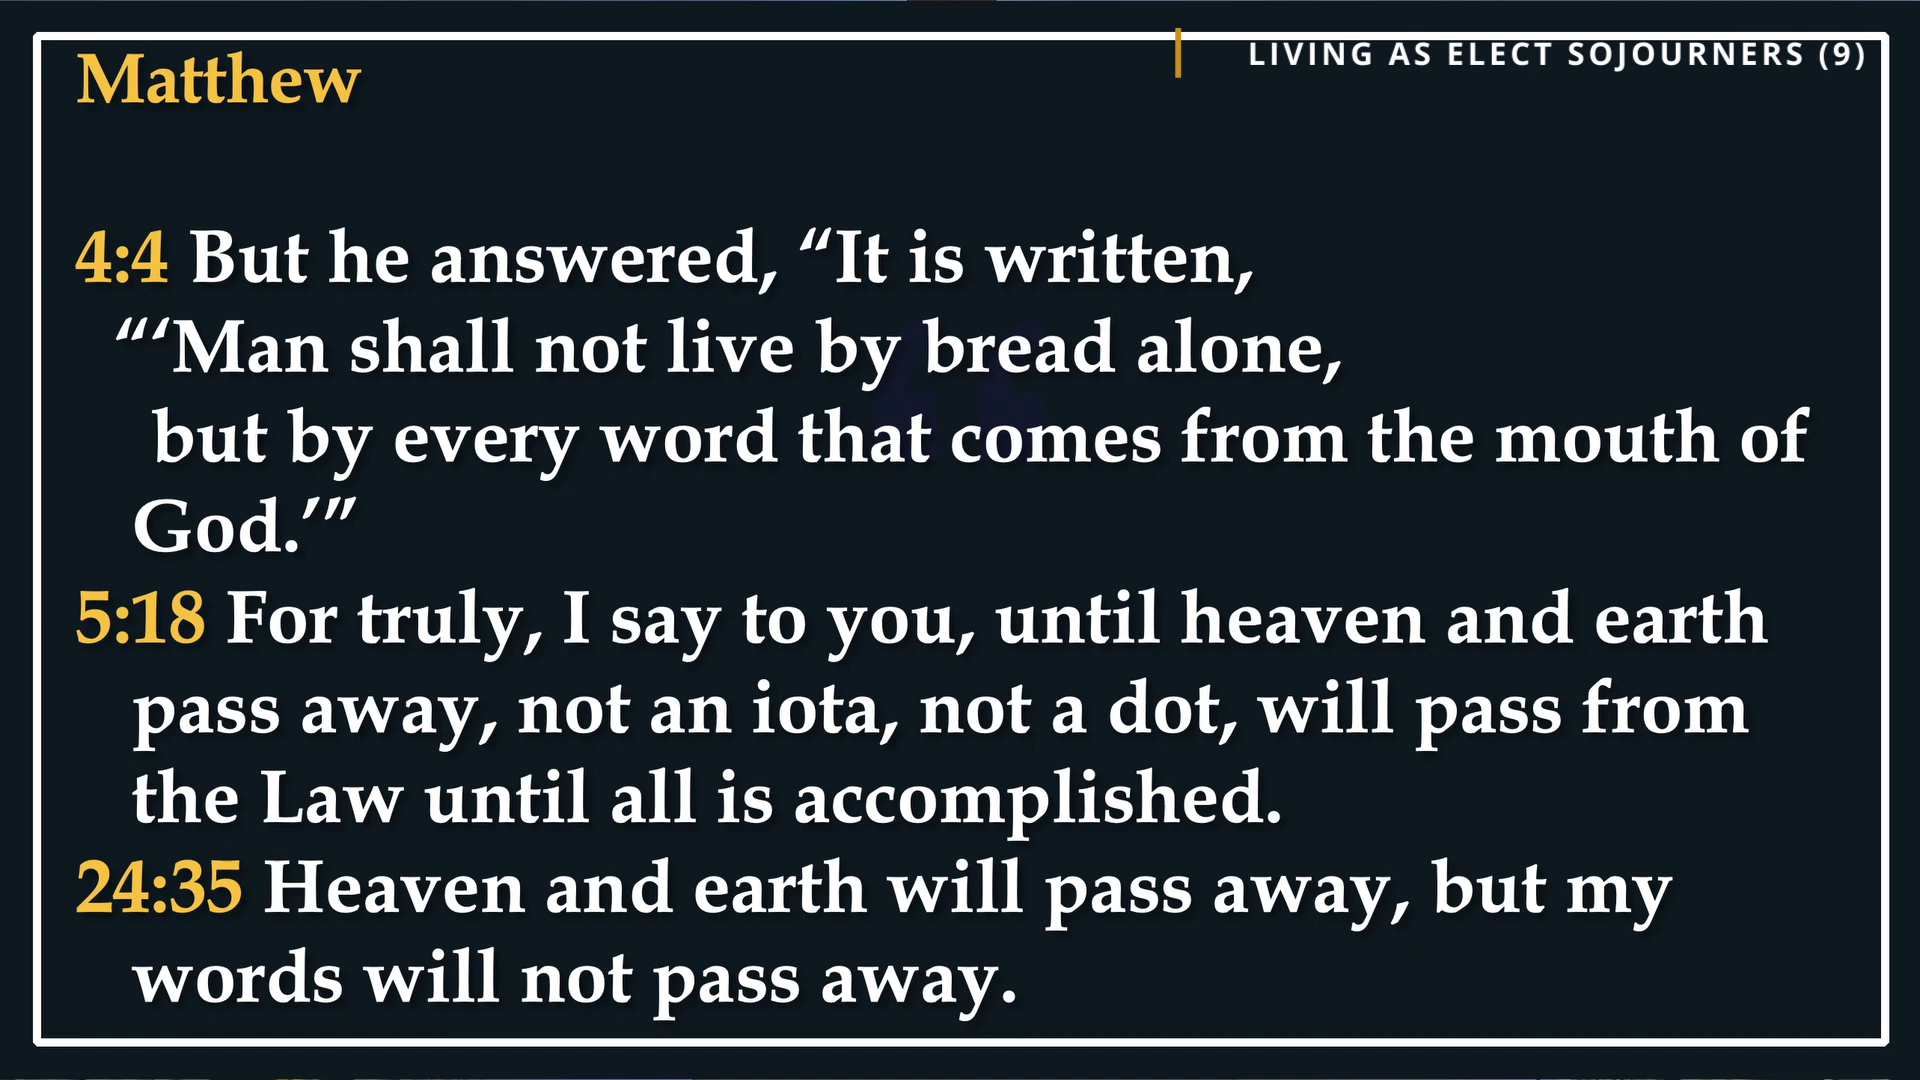 Matthew
LIVING AS ELECT SOJOURNERS (9)
4:4 But he answered, “It is written,
“‘Man shall not live by bread alone,
but by every word that comes from the mouth of
God.’”
5:18 For truly, I say to you, until heaven and earth
pass away, not an iota, not a dot, will pass from
the Law until all is accomplished.
24:35 Heaven and earth will pass away, but my
words will not pass away.